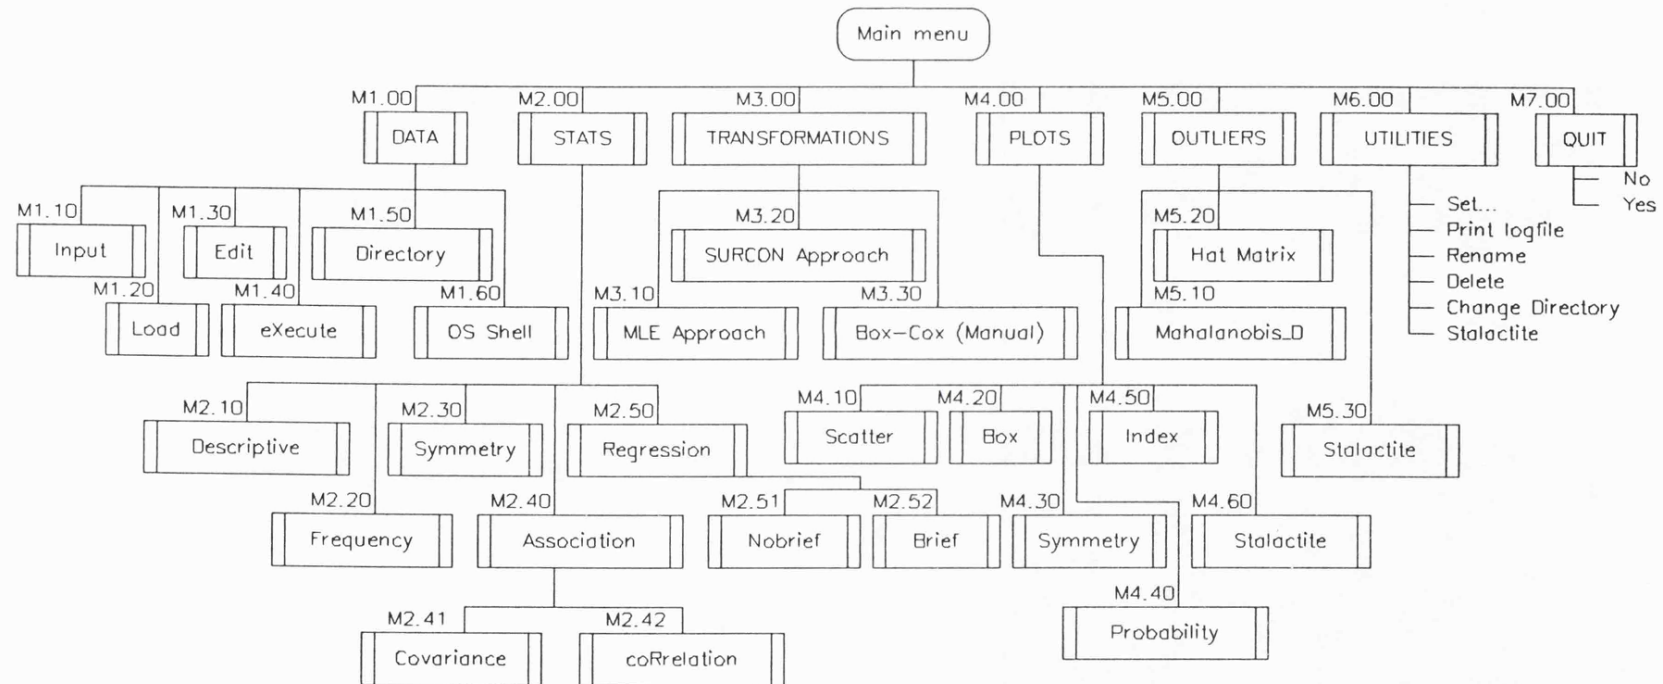 Main menu
M1.00 M2.00 M3.00 M4.00 M5.00 M6.00 M7.00
DATA STATS TRANSFORMATIONS PLOTS OUTLIERS UTILITIES QUIT
No
Yes
Set...
Print logfile
Rename
Delete
Change Directory
Stalactite
M1.10 M1.30 M1.50 M3.20 M5.20
Input Edit Directory SURCON Approach Hat Matrix
M1.20 M1.40 M1.60 M3.10 M3.30 M5.10
Load eXecute OS Shell MLE Approach Box-Cox (Manual) Mahalanobis_D
M2.10 M2.30 M2.50 M4.10 M4.20 M4.50 M5.30
Descriptive Symmetry Regression Scatter Box Index Stalactite
M2.20 M2.40 M2.51 M2.52 M4.30 M4.60
Frequency Association Nobrief Brief Symmetry Stalactite
M4.40
Probability
M2.41 M2.42
Covariance coRrelation